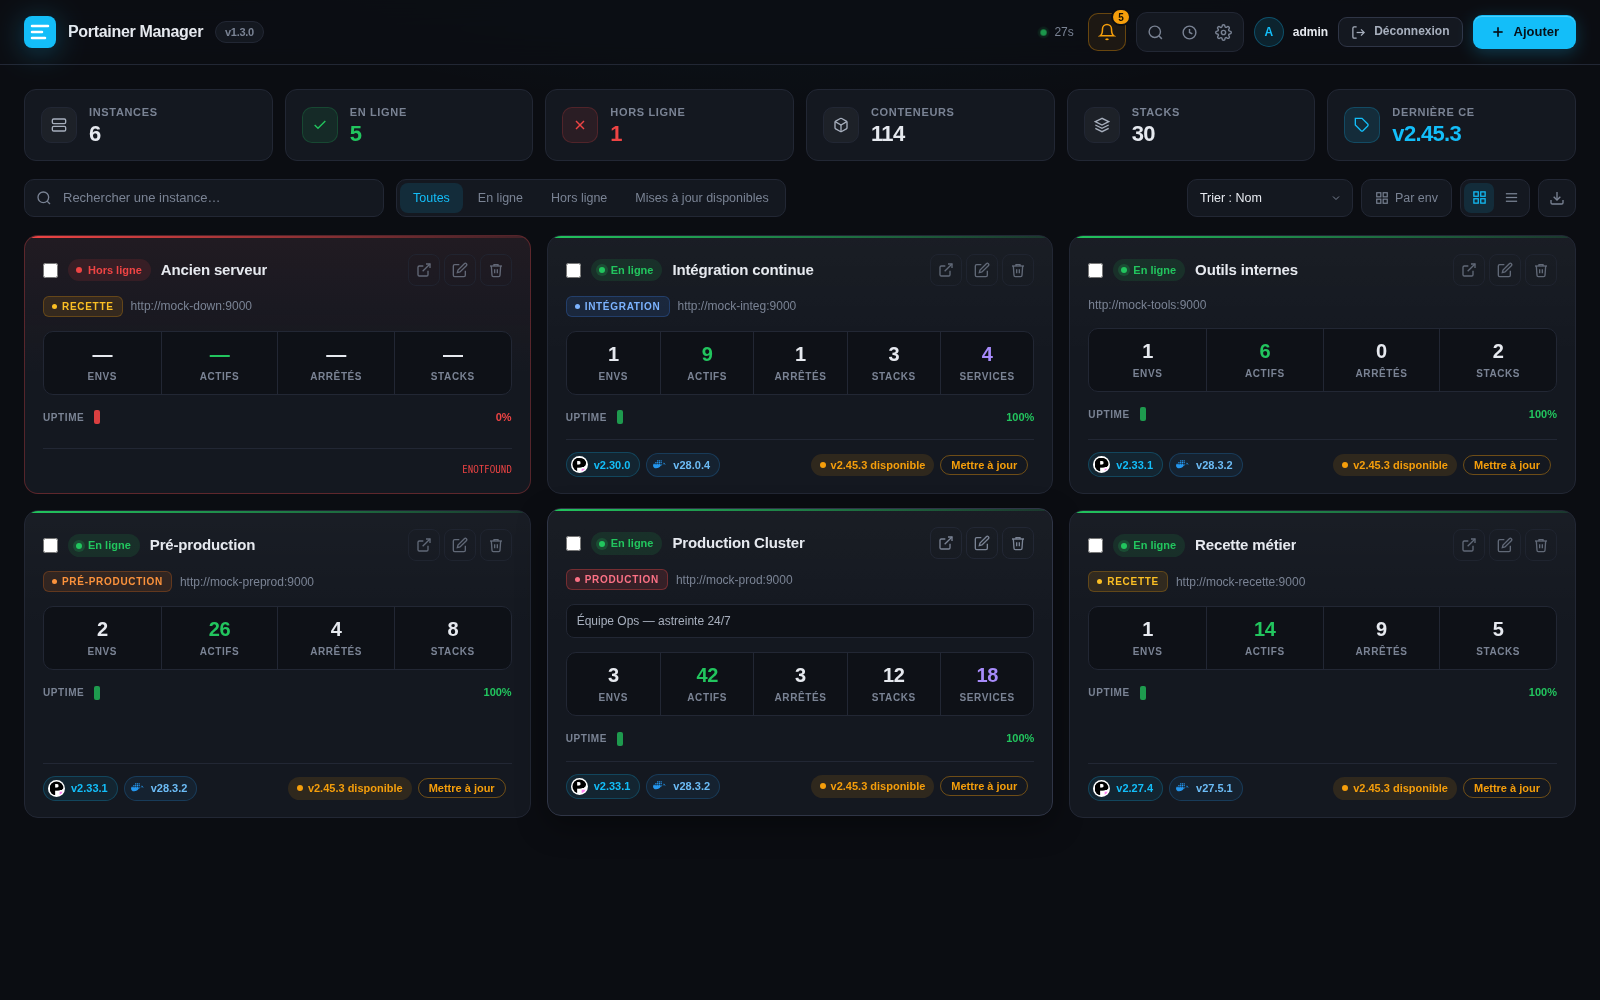 Portainer Manager v1.3.0
27s 5 A admin Déconnexion Ajouter
INSTANCES
6
EN LIGNE
5
HORS LIGNE
1
CONTENEURS
114
STACKS
30
DERNIÈRE CE
v2.45.3
Rechercher une instance…
Toutes En ligne Hors ligne Mises à jour disponibles
Trier : Nom Par env
Hors ligne Ancien serveur
RECETTE http://mock-down:9000
— — — —
ENVS ACTIFS ARRÊTÉS STACKS
UPTIME 0%
ENOTFOUND
En ligne Intégration continue
INTÉGRATION http://mock-integ:9000
1 9 1 3 4
ENVS ACTIFS ARRÊTÉS STACKS SERVICES
UPTIME 100%
v2.30.0 v28.0.4 v2.45.3 disponible Mettre à jour
En ligne Outils internes
http://mock-tools:9000
1 6 0 2
ENVS ACTIFS ARRÊTÉS STACKS
UPTIME 100%
v2.33.1 v28.3.2 v2.45.3 disponible Mettre à jour
En ligne Pré-production
PRÉ-PRODUCTION http://mock-preprod:9000
2 26 4 8
ENVS ACTIFS ARRÊTÉS STACKS
UPTIME 100%
v2.33.1 v28.3.2 v2.45.3 disponible Mettre à jour
En ligne Production Cluster
PRODUCTION http://mock-prod:9000
Équipe Ops — astreinte 24/7
3 42 3 12 18
ENVS ACTIFS ARRÊTÉS STACKS SERVICES
UPTIME 100%
v2.33.1 v28.3.2 v2.45.3 disponible Mettre à jour
En ligne Recette métier
RECETTE http://mock-recette:9000
1 14 9 5
ENVS ACTIFS ARRÊTÉS STACKS
UPTIME 100%
v2.27.4 v27.5.1 v2.45.3 disponible Mettre à jour